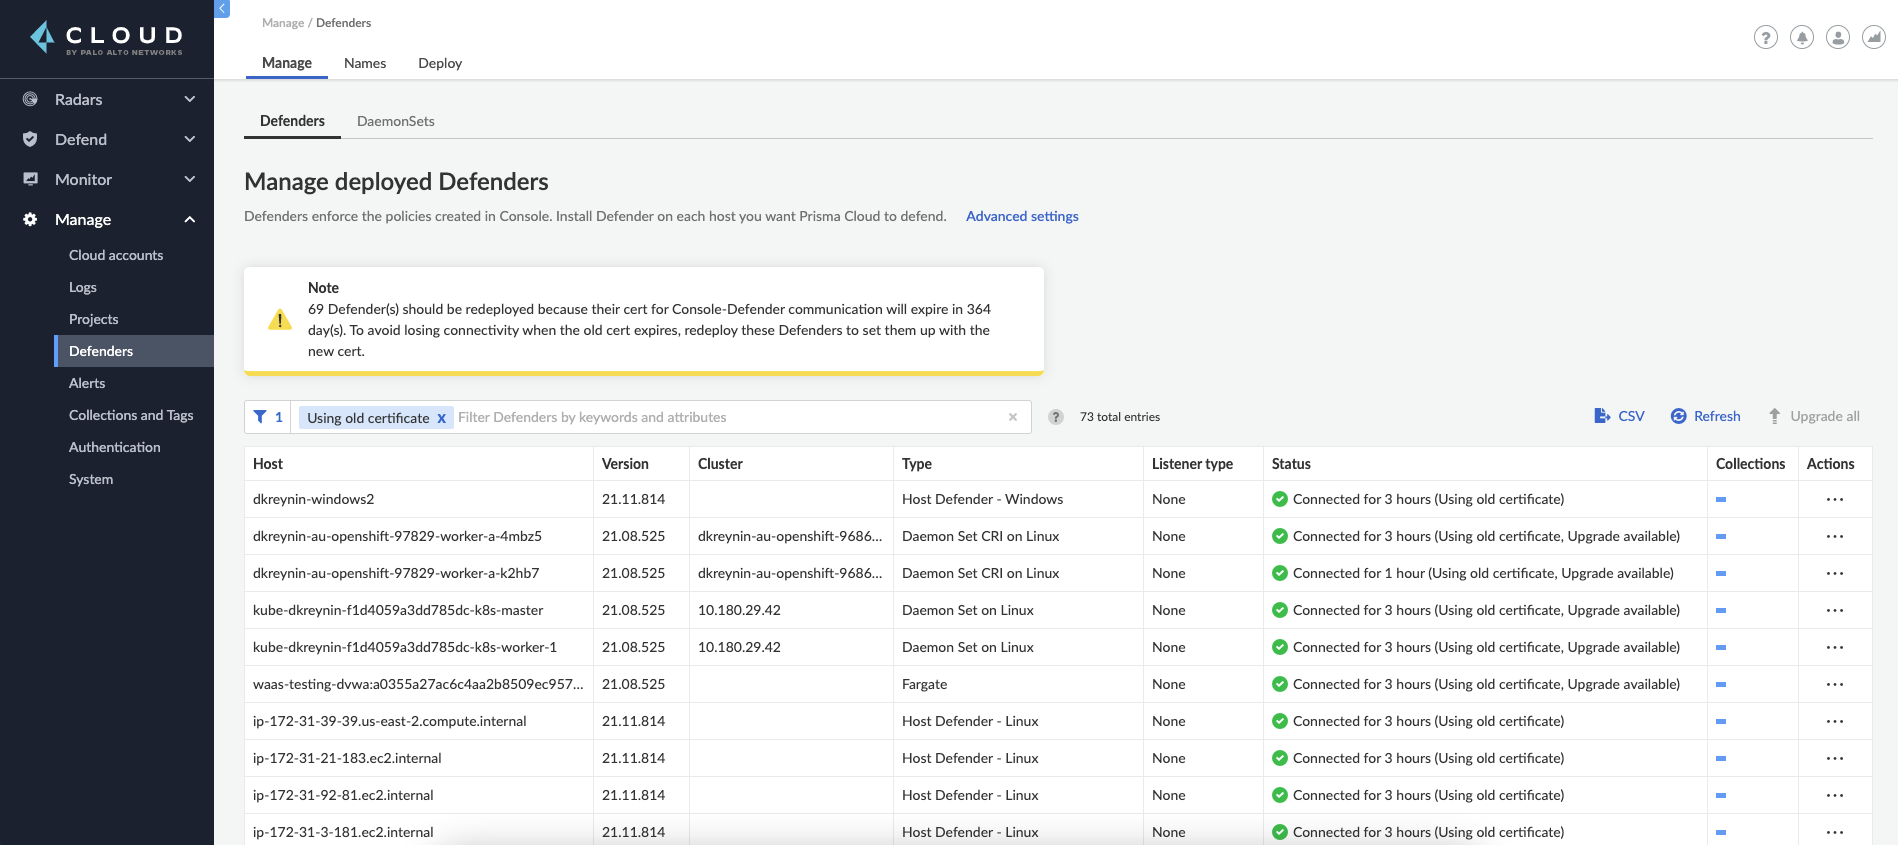 CLOUD
BY PALO ALTO NETWORKS
Radars
Defend
Monitor
Manage
Cloud accounts
Logs
Projects
Defenders
Alerts
Collections and Tags
Authentication
System
Manage / Defenders
Manage Names Deploy
Defenders DaemonSets
Manage deployed Defenders
Defenders enforce the policies created in Console. Install Defender on each host you want Prisma Cloud to defend. Advanced settings
Note
69 Defender(s) should be redeployed because their cert for Console-Defender communication will expire in 364
day(s). To avoid losing connectivity when the old cert expires, redeploy these Defenders to set them up with the
new cert.
1 Using old certificate x Filter Defenders by keywords and attributes × ? 73 total entries CSV Refresh Upgrade all
Host Version Cluster Type Listener type Status Collections Actions
dkreynin-windows2 21.11.814 Host Defender - Windows None Connected for 3 hours (Using old certificate) ...
dkreynin-au-openshift-97829-worker-a-4mbz5 21.08.525 dkreynin-au-openshift-9686... Daemon Set CRI on Linux None Connected for 3 hours (Using old certificate, Upgrade available) ...
dkreynin-au-openshift-97829-worker-a-k2hb7 21.08.525 dkreynin-au-openshift-9686... Daemon Set CRI on Linux None Connected for 1 hour (Using old certificate, Upgrade available) ...
kube-dkreynin-f1d4059a3dd785dc-k8s-master 21.08.525 10.180.29.42 Daemon Set on Linux None Connected for 3 hours (Using old certificate, Upgrade available) ...
kube-dkreynin-f1d4059a3dd785dc-k8s-worker-1 21.08.525 10.180.29.42 Daemon Set on Linux None Connected for 3 hours (Using old certificate, Upgrade available) ...
waas-testing-dvwa:a0355a27ac6c4aa2b8509ec957... 21.08.525 Fargate None Connected for 3 hours (Using old certificate, Upgrade available) ...
ip-172-31-39-39.us-east-2.compute.internal 21.11.814 Host Defender - Linux None Connected for 3 hours (Using old certificate) ...
ip-172-31-21-183.ec2.internal 21.11.814 Host Defender - Linux None Connected for 3 hours (Using old certificate) ...
ip-172-31-92-81.ec2.internal 21.11.814 Host Defender - Linux None Connected for 3 hours (Using old certificate) ...
ip-172-31-3-181.ec2.internal 21.11.814 Host Defender - Linux None Connected for 3 hours (Using old certificate) ...